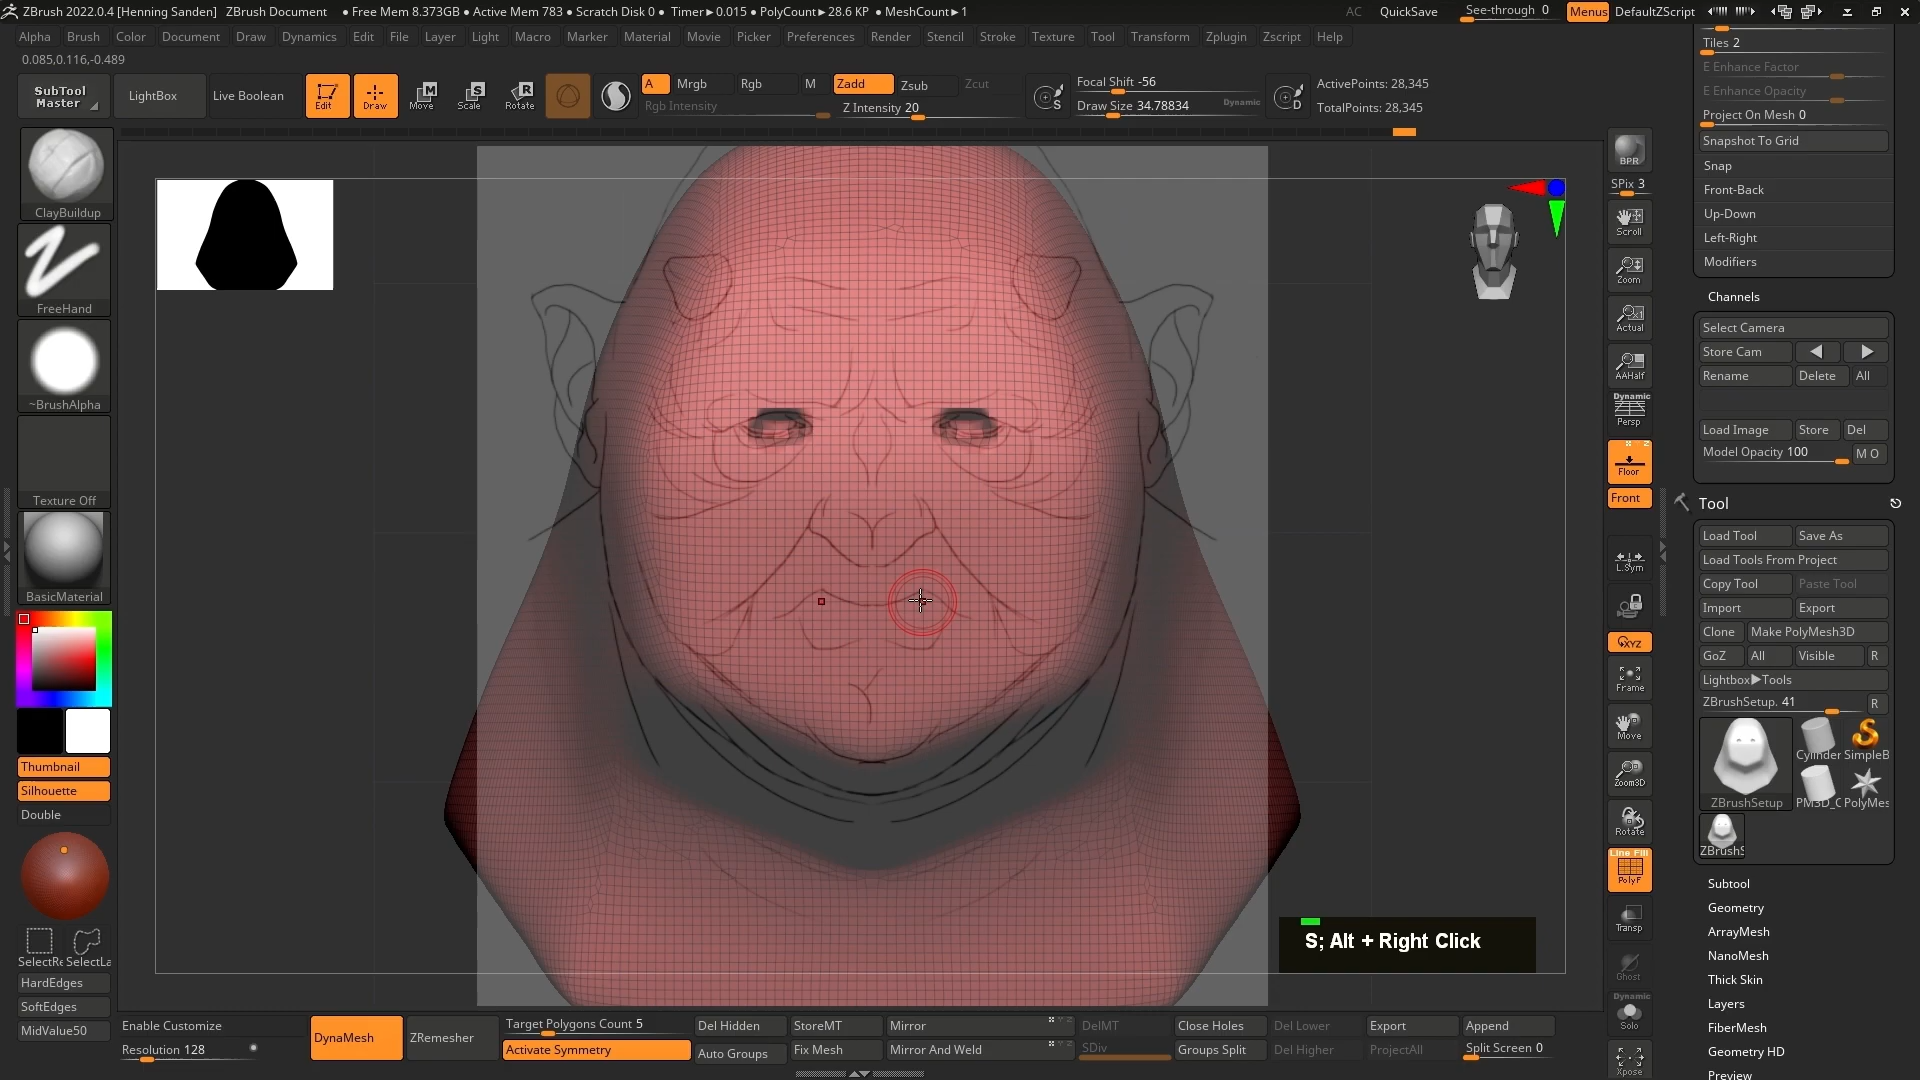 ZBrush 2022.0.4 [Henning Sanden] ZBrush Document ● Free Mem 8.373GB ● Active Mem 783 ● Scratch Disk 0 ● Timer▶0.015 ● PolyCount▶28.6 KP ● MeshCount▶1 AC QuickSave See-through 0 Menus DefaultZScript
Alpha Brush Color Document Draw Dynamics Edit File Layer Light Macro Marker Material Movie Picker Preferences Render Stencil Stroke Texture Tool Transform Zplugin Zscript Help
0.085,0.116,-0.489
SubTool Master
LightBox
Live Boolean
Edit
Draw
Move
Scale
Rotate
A
Mrgb
Rgb
M
Rgb Intensity
Zadd
Zsub
Zcut
Z Intensity 20
S
Focal Shift -56
Draw Size 34.78834
Dynamic
D
ActivePoints: 28,345
TotalPoints: 28,345
ClayBuildup
FreeHand
~BrushAlpha
Texture Off
BasicMaterial
Thumbnail
Silhouette
Double
SelectRe
SelectLa
HardEdges
SoftEdges
MidValue50
BPR
SPix 3
Scroll
Zoom
Actual
AAHalf
Dynamic
Persp
Floor
Front
L.Sym
XYZ
Frame
Move
Zoom3D
Rotate
Line Fill
PolyF
Transp
Ghost
Dynamic
Solo
Xpose
Tiles 2
E Enhance Factor
E Enhance Opacity
Project On Mesh 0
Snapshot To Grid
Snap
Front-Back
Up-Down
Left-Right
Modifiers
Channels
Select Camera
Store Cam
Rename Delete All
Load Image Store Del
Model Opacity 100 M O
Tool
Load Tool Save As
Load Tools From Project
Copy Tool Paste Tool
Import Export
Clone Make PolyMesh3D
GoZ All Visible R
Lightbox▶Tools
ZBrushSetup. 41 R
Cylinder SimpleB
ZBrushSetup PM3D_C PolyMes
ZBrushS
Subtool
Geometry
ArrayMesh
NanoMesh
Thick Skin
Layers
FiberMesh
Geometry HD
Preview
S; Alt + Right Click
Enable Customize
Resolution 128
DynaMesh
ZRemesher
Target Polygons Count 5
Activate Symmetry
Del Hidden
Auto Groups
StoreMT
Fix Mesh
Mirror
Mirror And Weld
DelMT
SDiv
Close Holes
Groups Split
Del Lower
Del Higher
Export
ProjectAll
Append
Split Screen 0